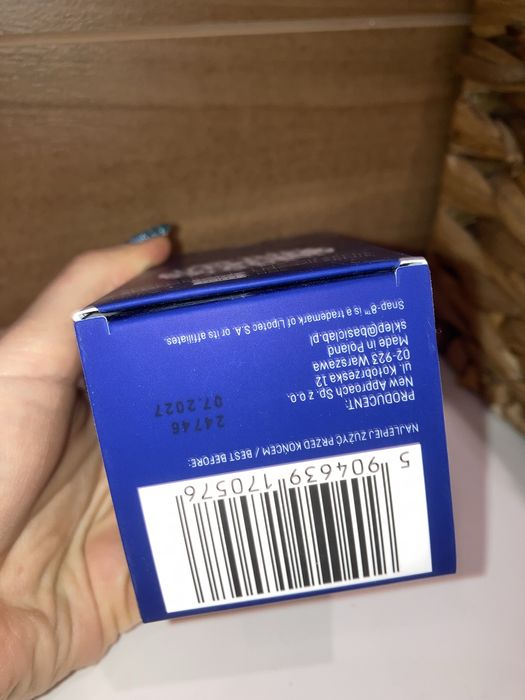 5 904639 170576
NAJLEPIEJ ZUŻYĆ PRZED KOŃCEM / BEST BEFORE:
24746
07.2027
PRODUCENT:
New Approach Sp. z o.o.
ul. Kołobrzeska 12
02-923 Warszawa
Made in Poland
sklep@basiclab.pl
Snap-8™ is a trademark of Lipotec S.A. or its affiliates.